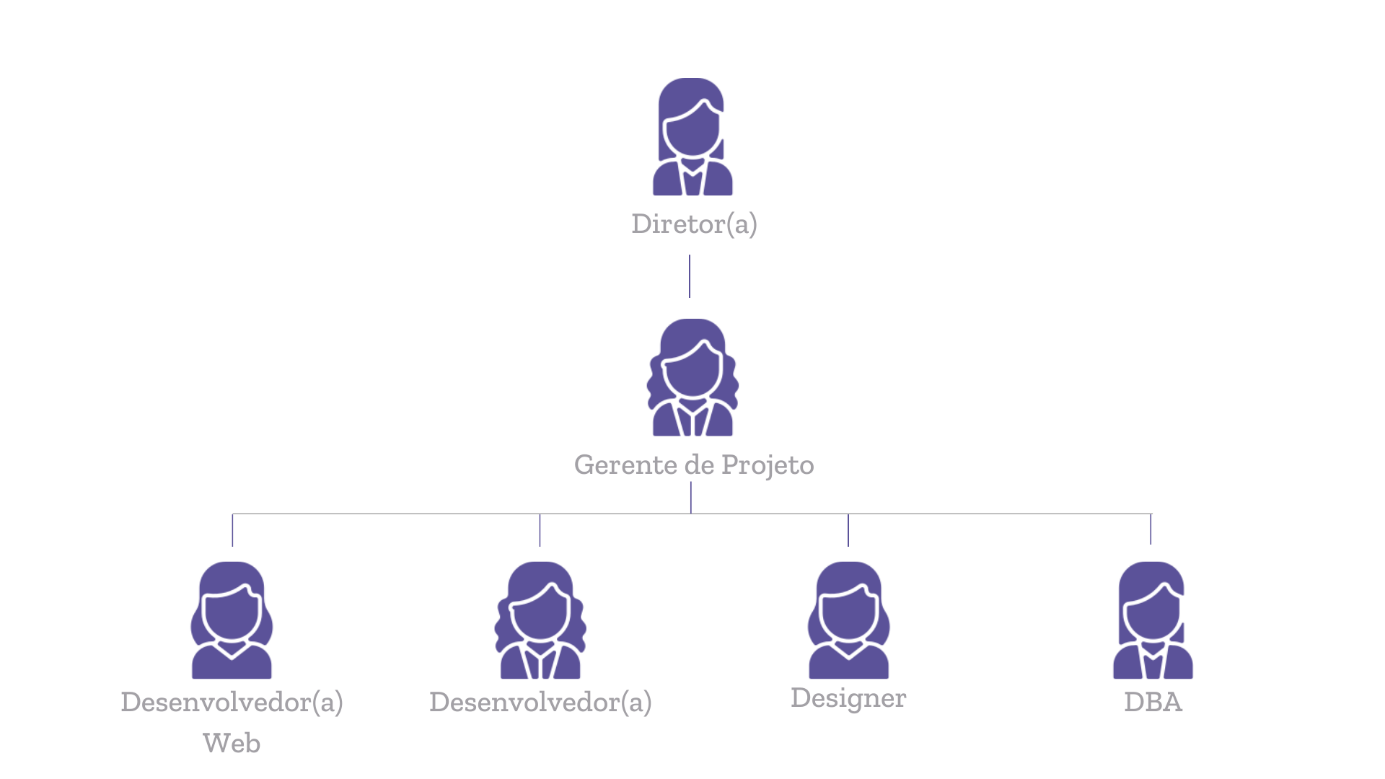 Diretor(a)
Gerente de Projeto
Desenvolvedor(a)
Web
Desenvolvedor(a)
Designer
DBA